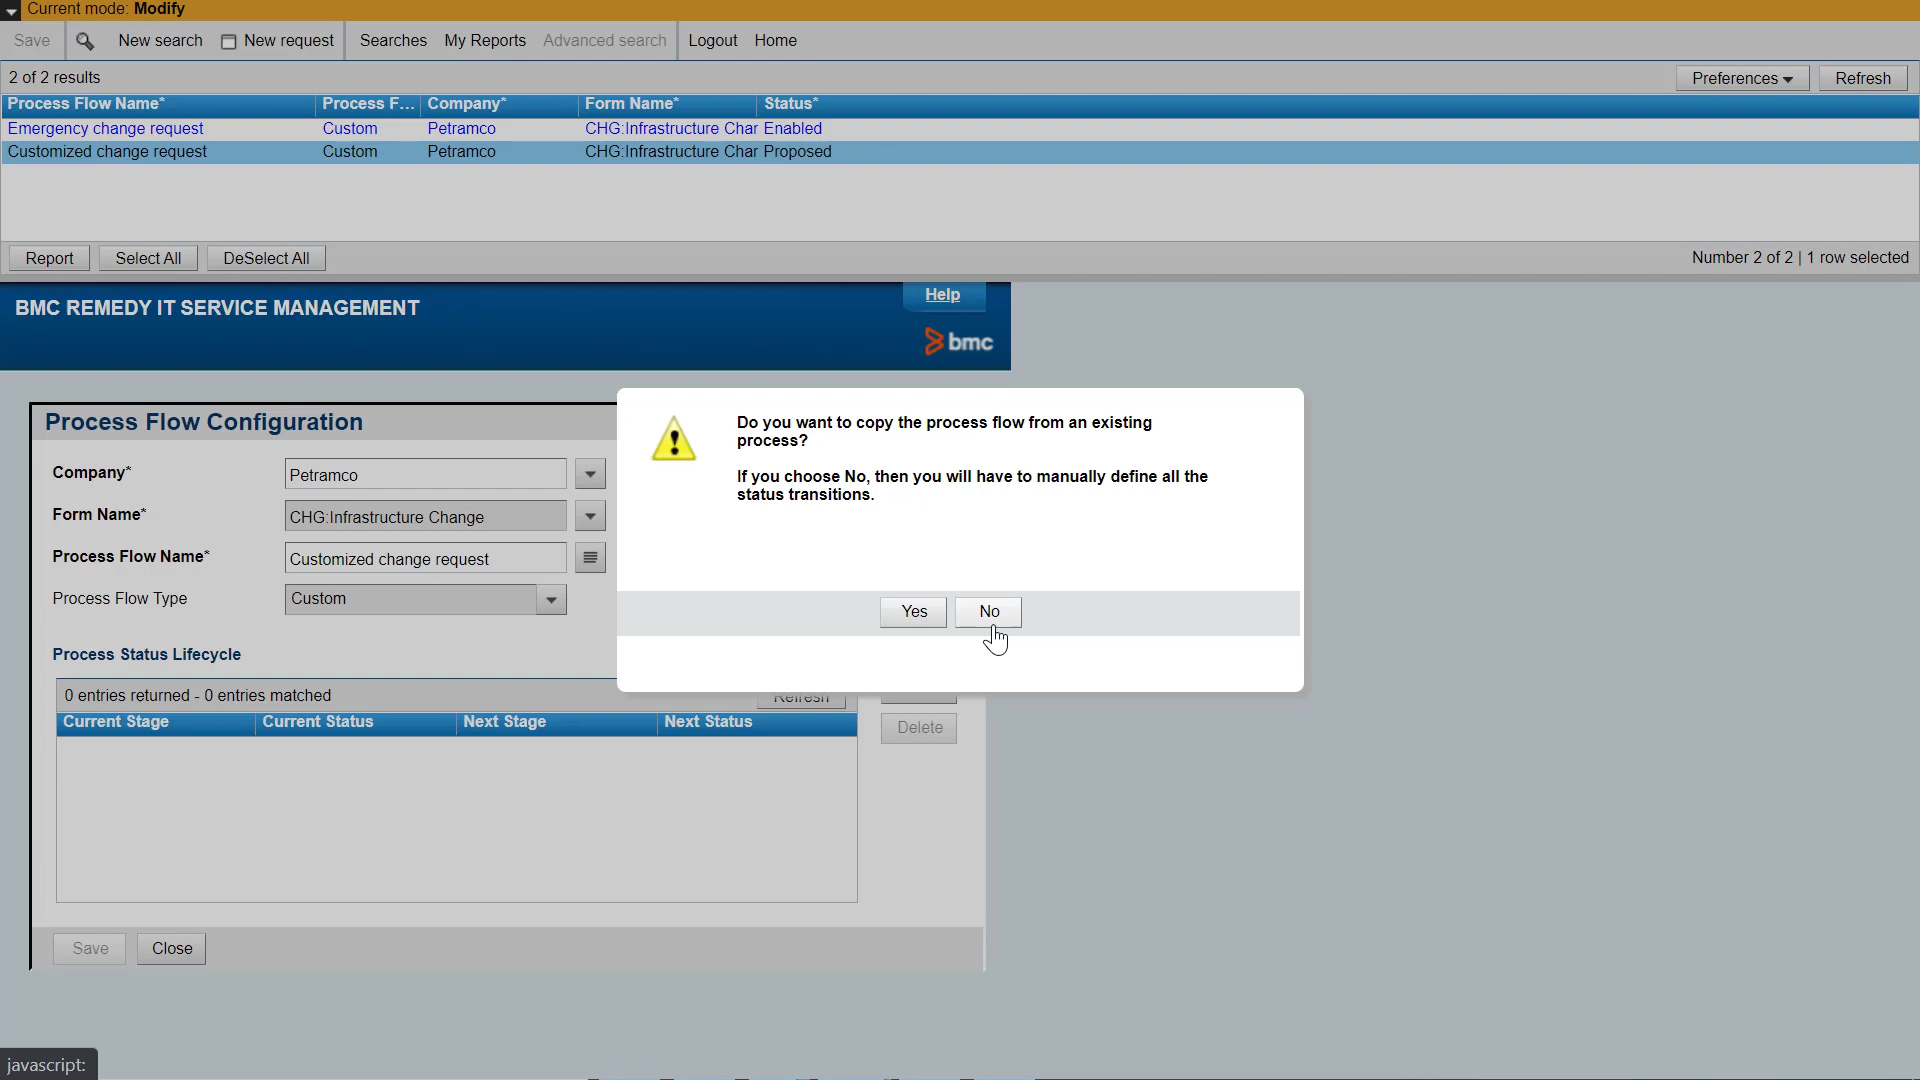 Current mode: Modify
Save New search New request Searches My Reports Advanced search Logout Home
2 of 2 results Preferences Refresh
Process Flow Name* Process F... Company* Form Name* Status*
Emergency change request Custom Petramco CHG:Infrastructure Char Enabled
Customized change request Custom Petramco CHG:Infrastructure Char Proposed
Report Select All DeSelect All Number 2 of 2 | 1 row selected
BMC REMEDY IT SERVICE MANAGEMENT Help
bmc
Process Flow Configuration
Company* Petramco
Form Name* CHG:Infrastructure Change
Process Flow Name* Customized change request
Process Flow Type Custom
Do you want to copy the process flow from an existing
process?
If you choose No, then you will have to manually define all the
status transitions.
Yes No
Process Status Lifecycle
0 entries returned - 0 entries matched Refresh
Current Stage Current Status Next Stage Next Status
Delete
Save Close
javascript: